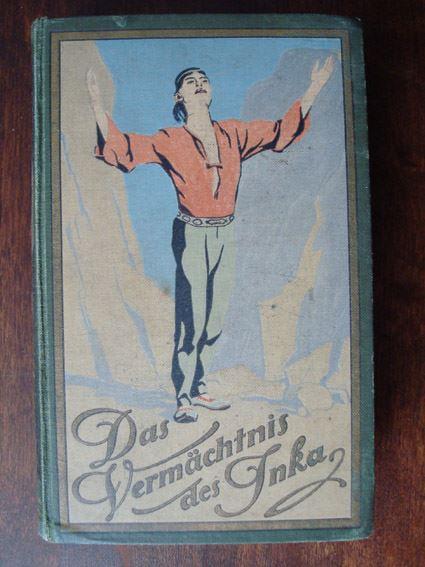 Das
Vermächtnis
des Inka